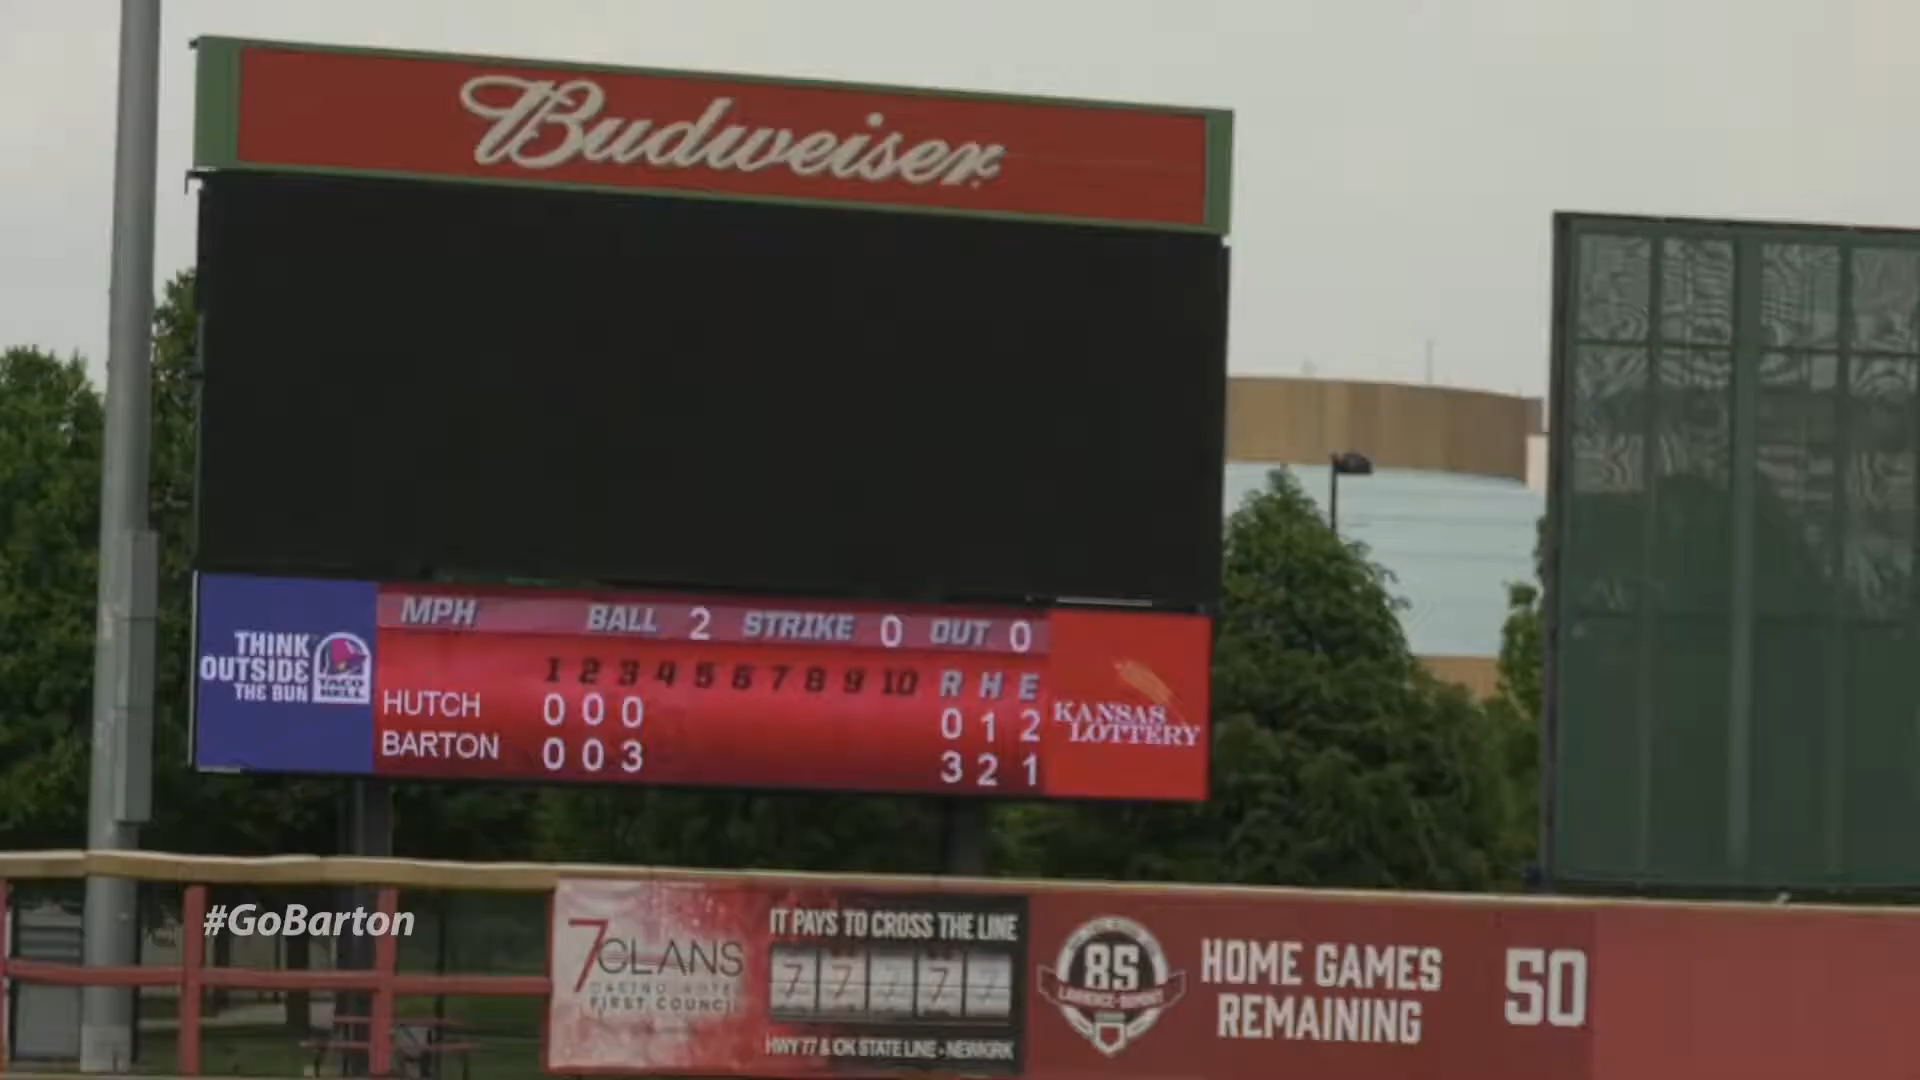 Budweiser
THINK
OUTSIDE
THE BUN
TACO
BELL
MPH BALL 2 STRIKE 0 OUT 0
1 2 3 4 5 6 7 8 9 10 R H E
HUTCH 0 0 0 0 1 2
BARTON 0 0 3 3 2 1
KANSAS
LOTTERY
#GoBarton
7CLANS
FIRST COUNCIL
IT PAYS TO CROSS THE LINE
7 7 7 7 7
HWY 77 & OK STATE LINE - NEWKIRK
85
LAWRENCE-DUMONT
HOME GAMES
REMAINING
50